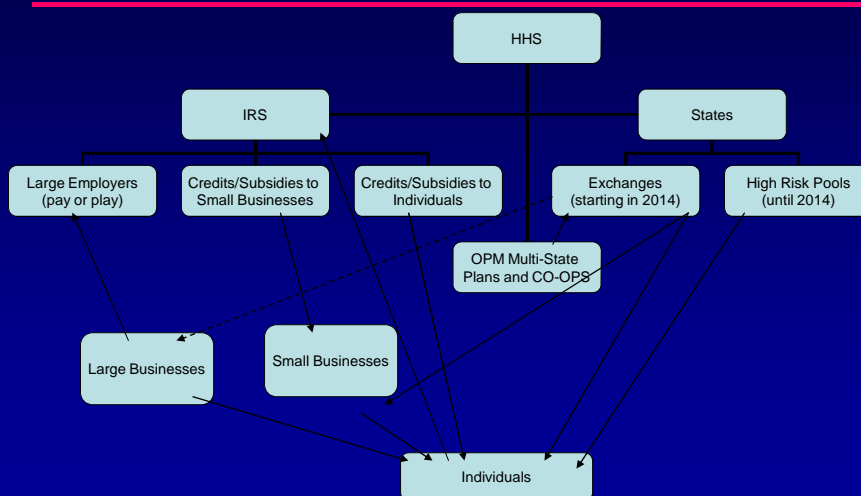 HHS
IRS
States
Large Employers
(pay or play)
Credits/Subsidies to
Small Businesses
Credits/Subsidies to
Individuals
Exchanges
(starting in 2014)
High Risk Pools
(until 2014)
OPM Multi-State
Plans and CO-OPS
Large Businesses
Small Businesses
Individuals